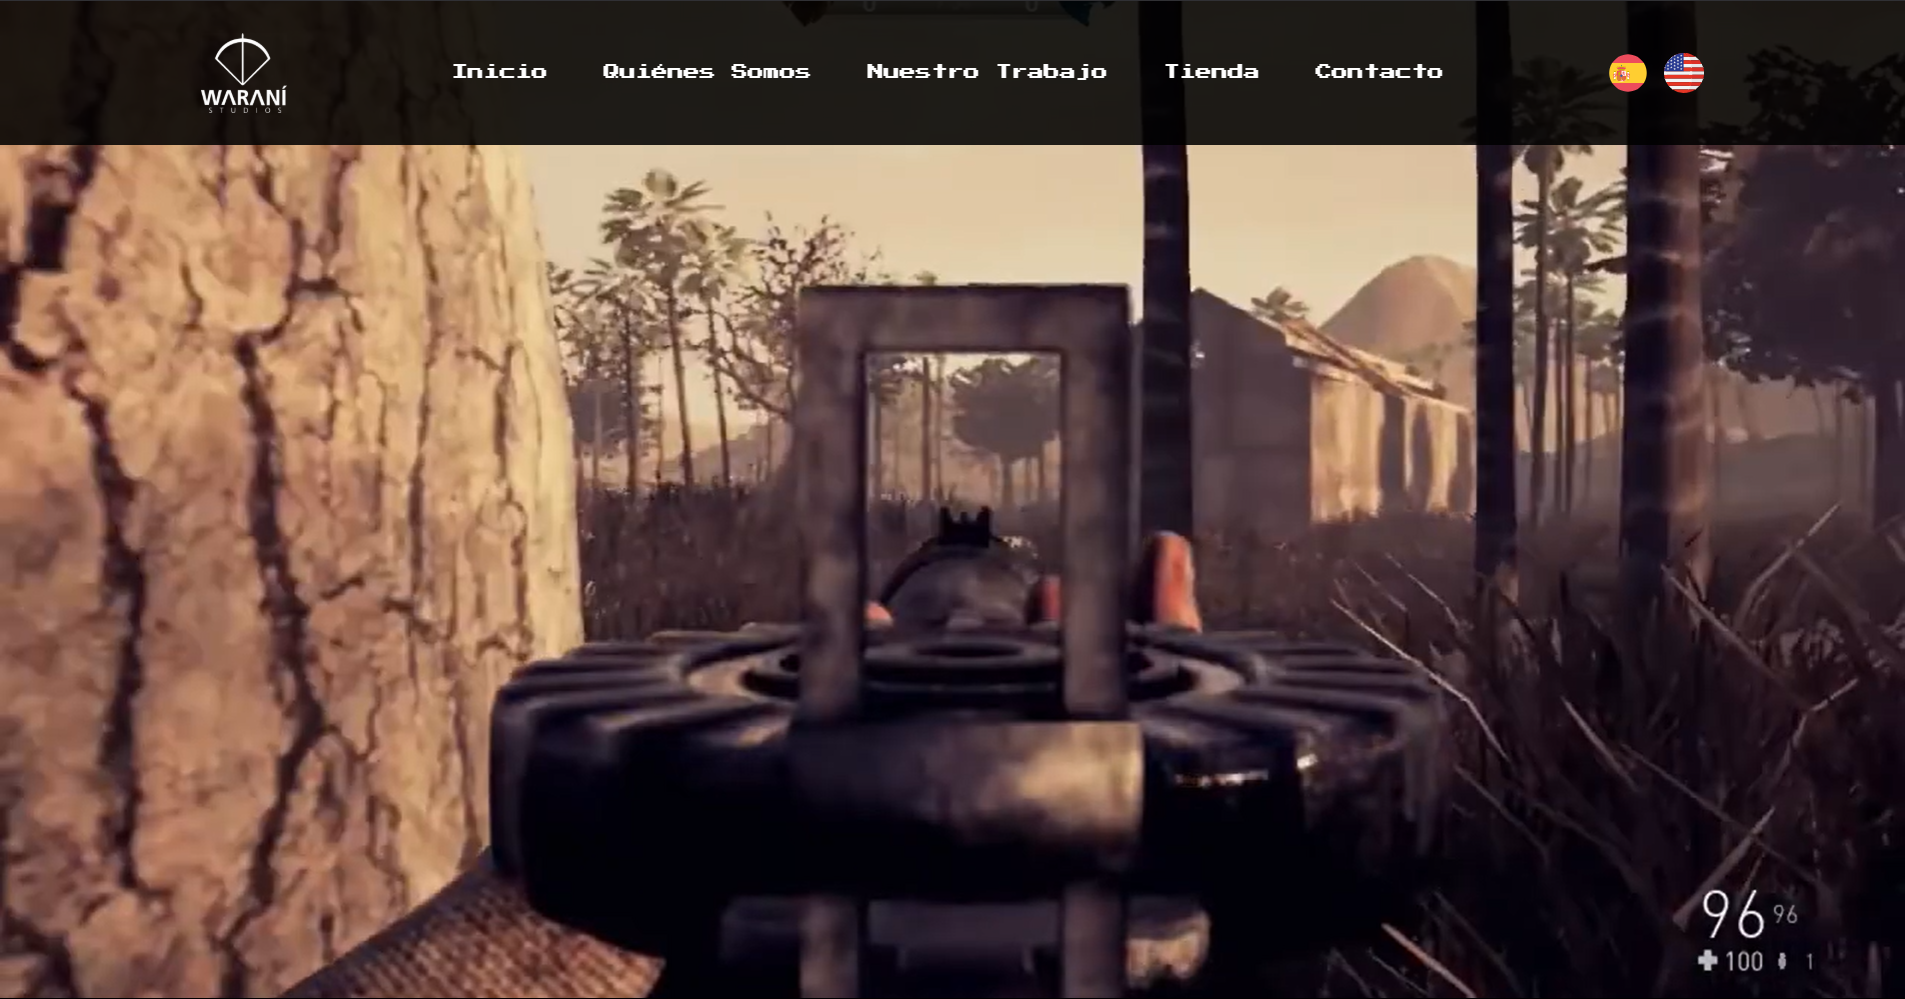 WARANÍ
STUDIOS
Inicio Quiénes Somos Nuestro Trabajo Tienda Contacto
96 96
100 1